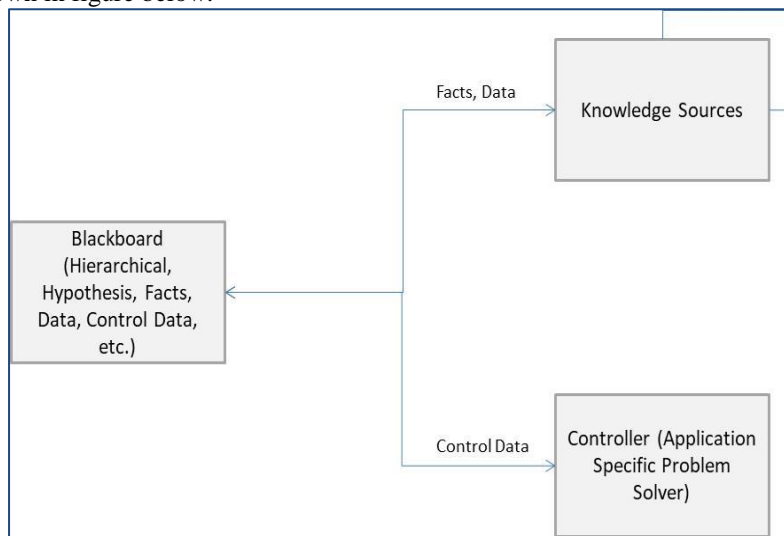 Facts, Data
Knowledge Sources
Blackboard
(Hierarchical,
Hypothesis, Facts,
Data, Control Data,
etc.)
Control Data
Controller (Application
Specific Problem
Solver)